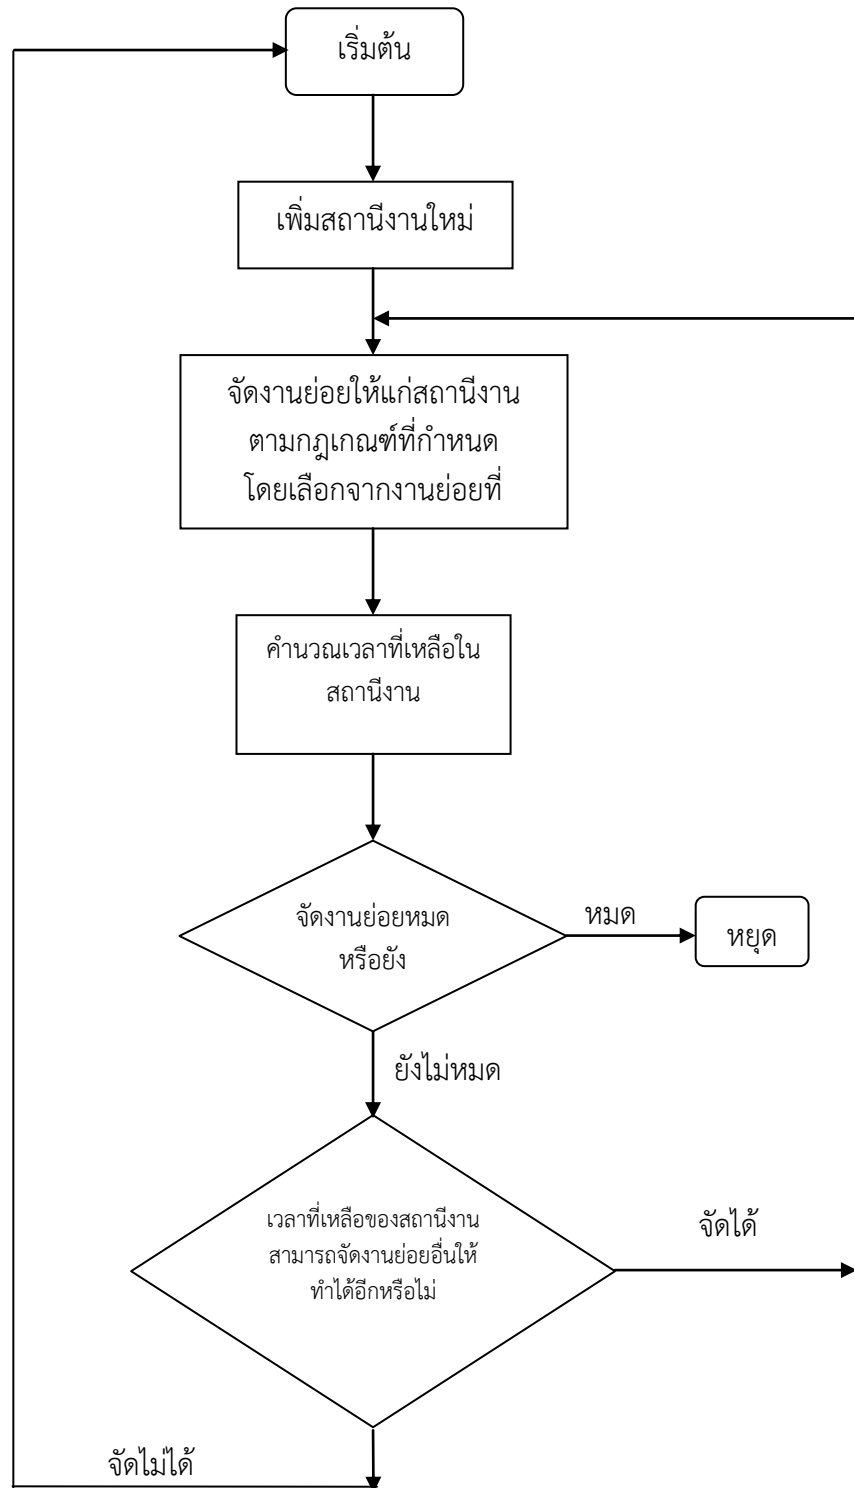 เริ่มต้น
เพิ่มสถานีงานใหม่
จัดงานย่อยให้แก่สถานีงาน
ตามกฎเกณฑ์ที่กำหนด
โดยเลือกจากงานย่อยที่
คำนวณเวลาที่เหลือใน
สถานีงาน
จัดงานย่อยหมด
หรือยัง
หมด
หยุด
ยังไม่หมด
เวลาที่เหลือของสถานีงาน
สามารถจัดงานย่อยอื่นให้
ทำได้อีกหรือไม่
จัดได้
จัดไม่ได้